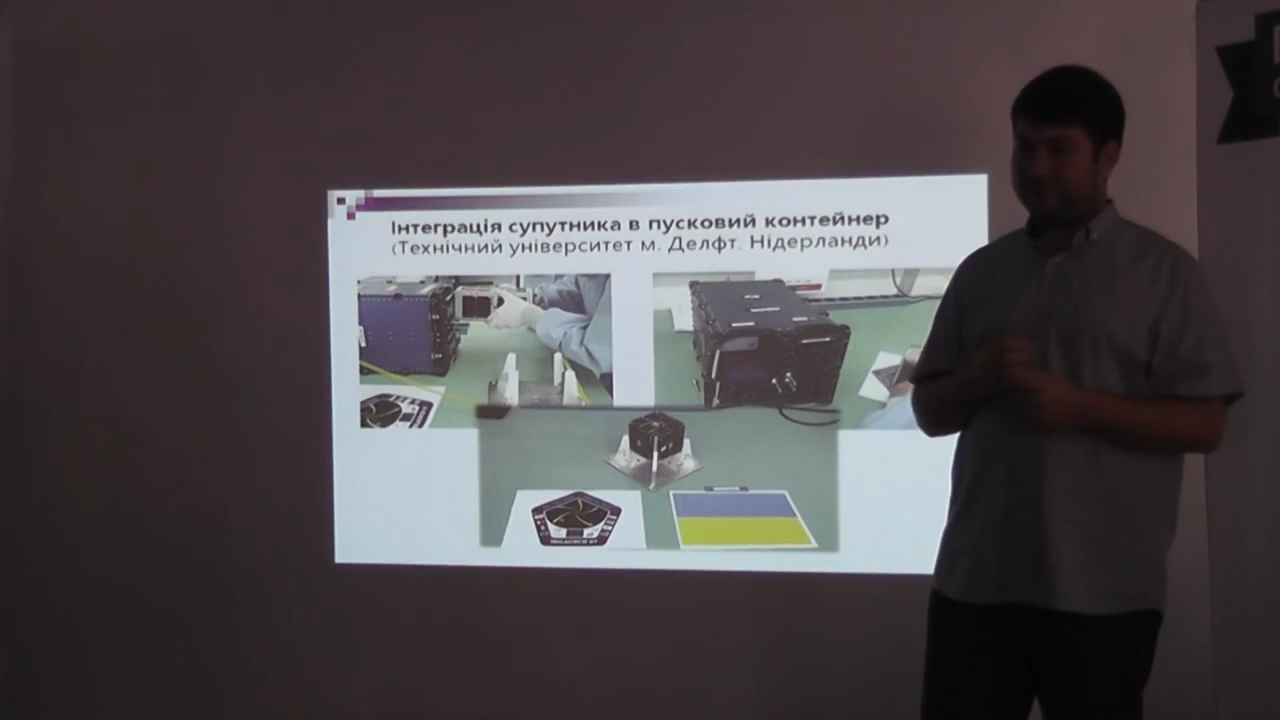 Інтеграція супутника в пусковий контейнер
(Технічний університет м. Делфт. Нідерланди)